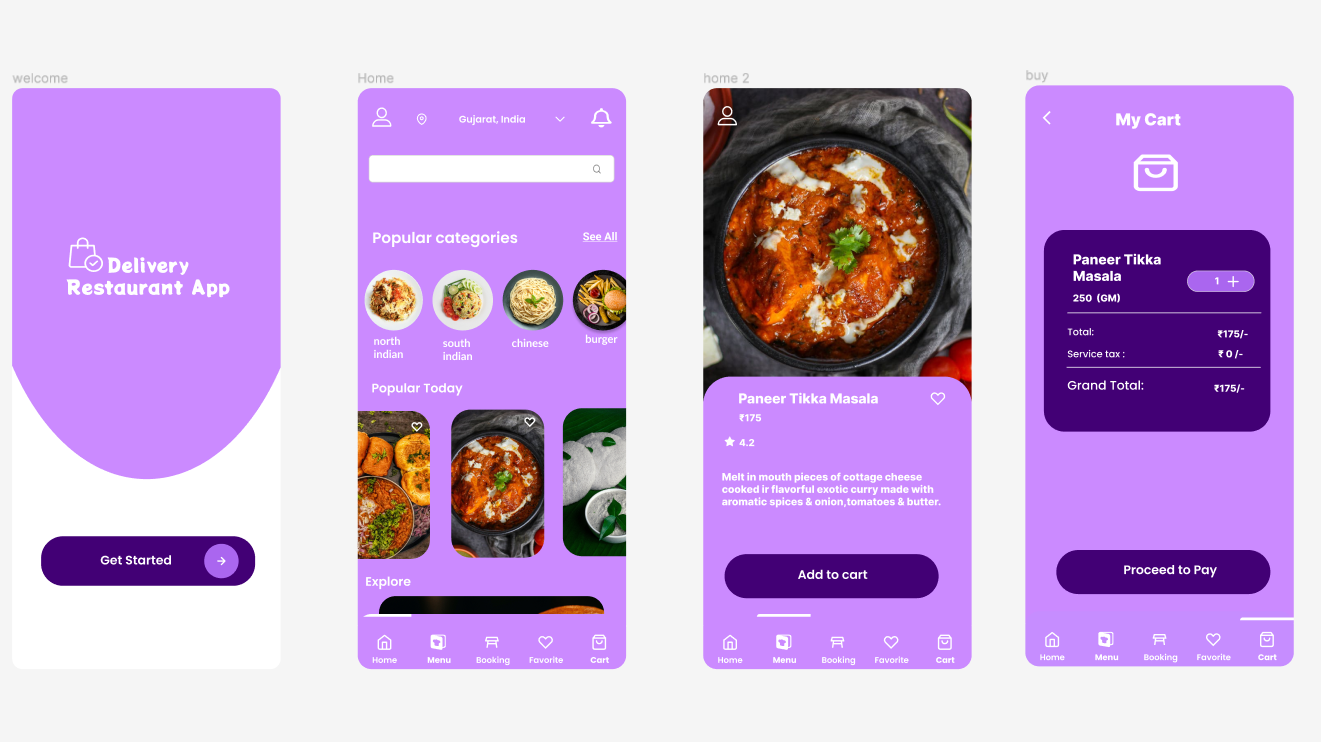 welcome
Delivery
Restaurant App
Get Started
Home
Gujarat, India
Popular categories
See All
north
indian
south
indian
chinese
burger
Popular Today
Explore
Home
Menu
Booking
Favorite
Cart
home 2
Paneer Tikka Masala
₹175
4.2
Melt in mouth pieces of cottage cheese
cooked ir flavorful exotic curry made with
aromatic spices & onion,tomatoes & butter.
Add to cart
Home
Menu
Booking
Favorite
Cart
buy
My Cart
Paneer Tikka
Masala
1 +
250 (GM)
Total:
₹175/-
Service tax :
₹ 0 /-
Grand Total:
₹175/-
Proceed to Pay
Home
Menu
Booking
Favorite
Cart